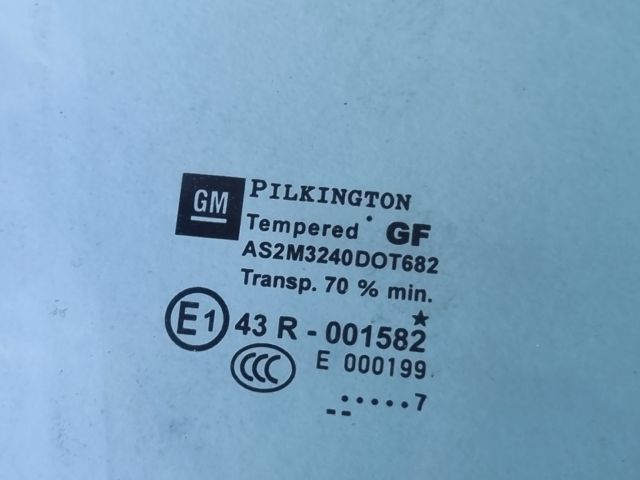 GM PILKINGTON
Tempered GF
AS2M3240DOT682
Transp. 70 % min.
E1 43 R - 001582
CCC E 000199
.....7
--